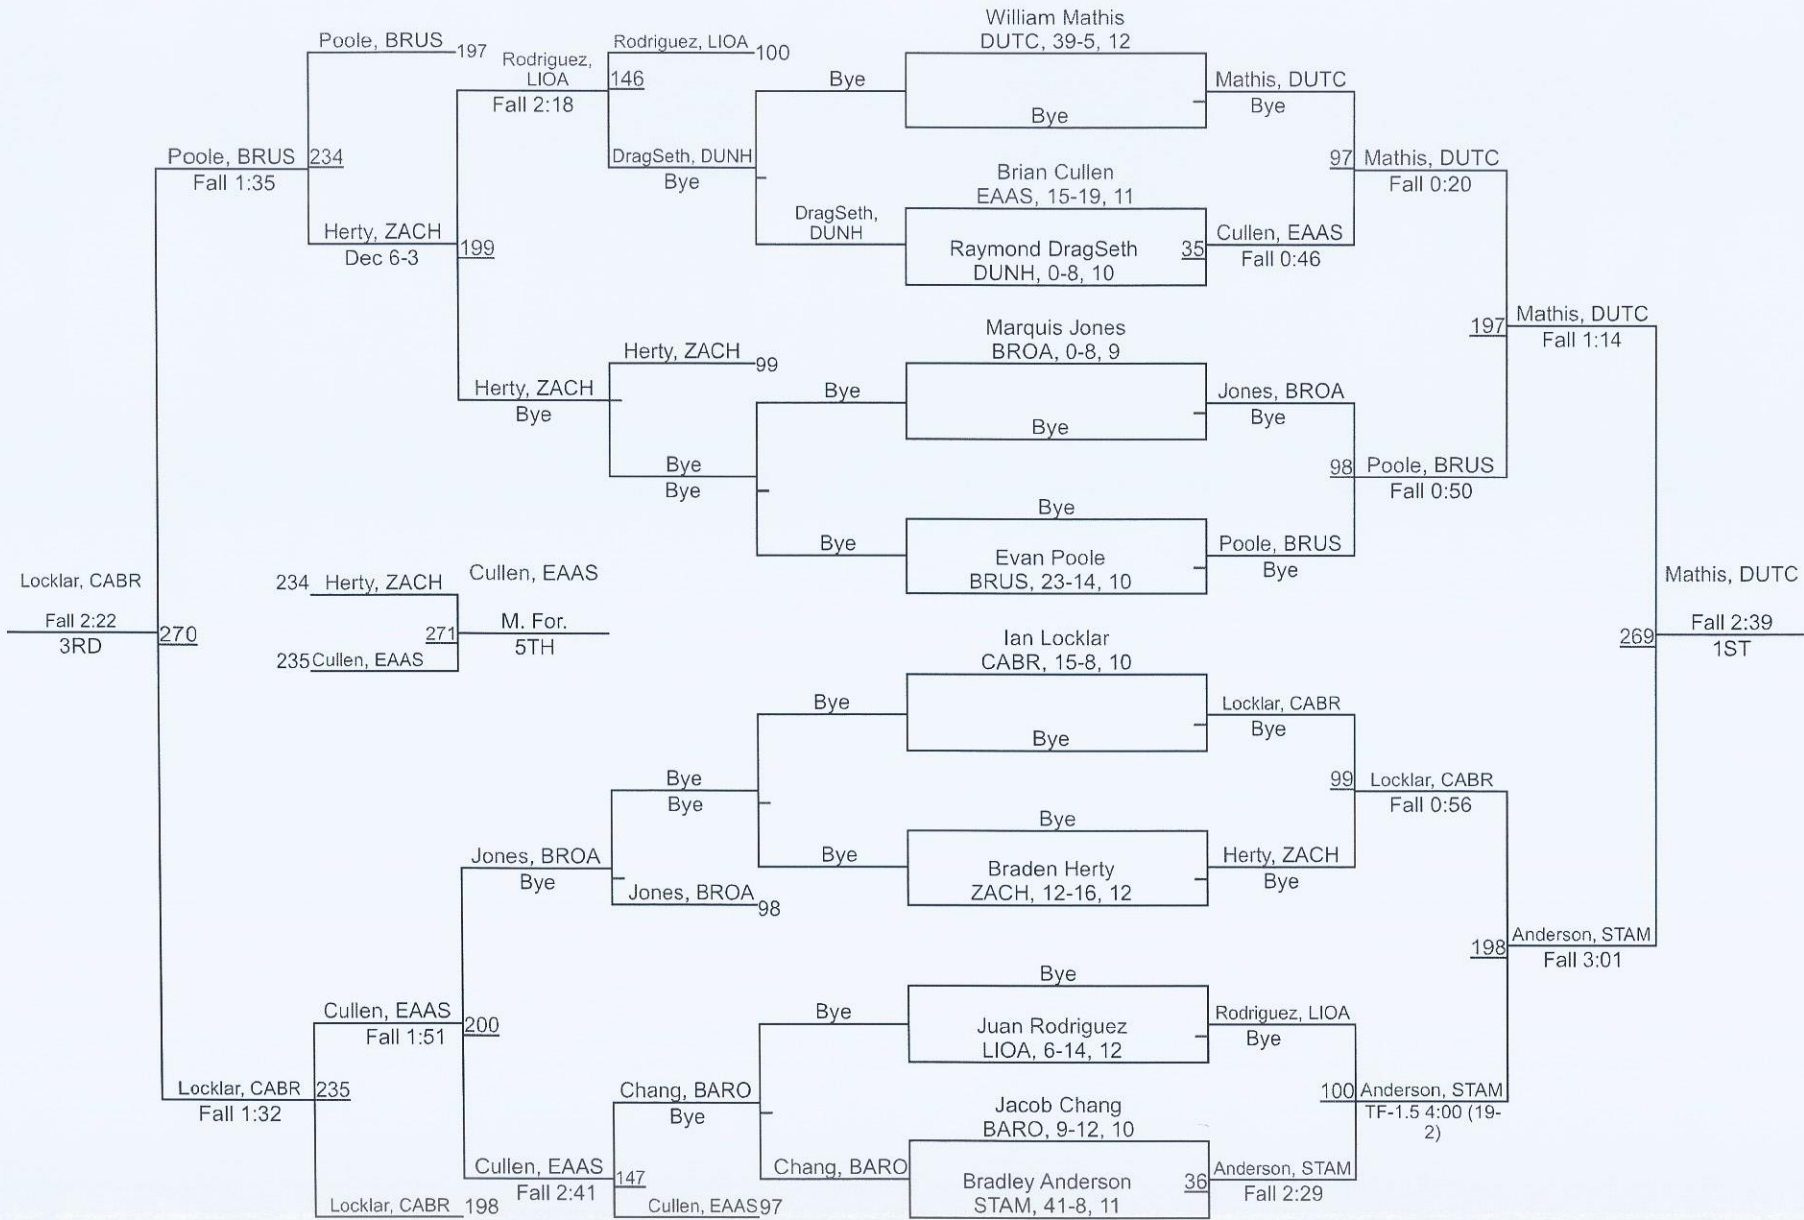 William Mathis
DUTC, 39-5, 12
Poole, BRUS
197
Rodriguez,
LIOA
Fall 2:18
Rodriguez, LIOA
100
146
Bye
Bye
Mathis, DUTC
Bye
Poole, BRUS
Fall 1:35
234
DragSeth, DUNH
Bye
Brian Cullen
EAAS, 15-19, 11
97
Mathis, DUTC
Fall 0:20
Herty, ZACH
Dec 6-3
199
DragSeth,
DUNH
Raymond DragSeth
DUNH, 0-8, 10
35
Cullen, EAAS
Fall 0:46
Marquis Jones
BROA, 0-8, 9
197
Mathis, DUTC
Fall 1:14
Herty, ZACH
99
Herty, ZACH
Bye
Bye
Bye
Jones, BROA
Bye
Bye
Bye
98
Poole, BRUS
Fall 0:50
Bye
Bye
Evan Poole
BRUS, 23-14, 10
Poole, BRUS
Bye
Locklar, CABR
Fall 2:22
3RD
270
234
Herty, ZACH
Cullen, EAAS
271
M. For.
5TH
235
Cullen, EAAS
Mathis, DUTC
269
Fall 2:39
1ST
Ian Locklar
CABR, 15-8, 10
Bye
Bye
Locklar, CABR
Bye
Bye
Bye
99
Locklar, CABR
Fall 0:56
Bye
Jones, BROA
Bye
Bye
Braden Herty
ZACH, 12-16, 12
Herty, ZACH
Bye
Jones, BROA
98
198
Anderson, STAM
Fall 3:01
Bye
Cullen, EAAS
Fall 1:51
200
Bye
Juan Rodriguez
LIOA, 6-14, 12
Rodriguez, LIOA
Bye
Locklar, CABR
Fall 1:32
235
Chang, BARO
Bye
Jacob Chang
BARO, 9-12, 10
100
Anderson, STAM
TF-1.5 4:00 (19-
2)
Cullen, EAAS
Fall 2:41
147
Chang, BARO
Bradley Anderson
STAM, 41-8, 11
36
Anderson, STAM
Fall 2:29
Locklar, CABR
198
Cullen, EAAS
97